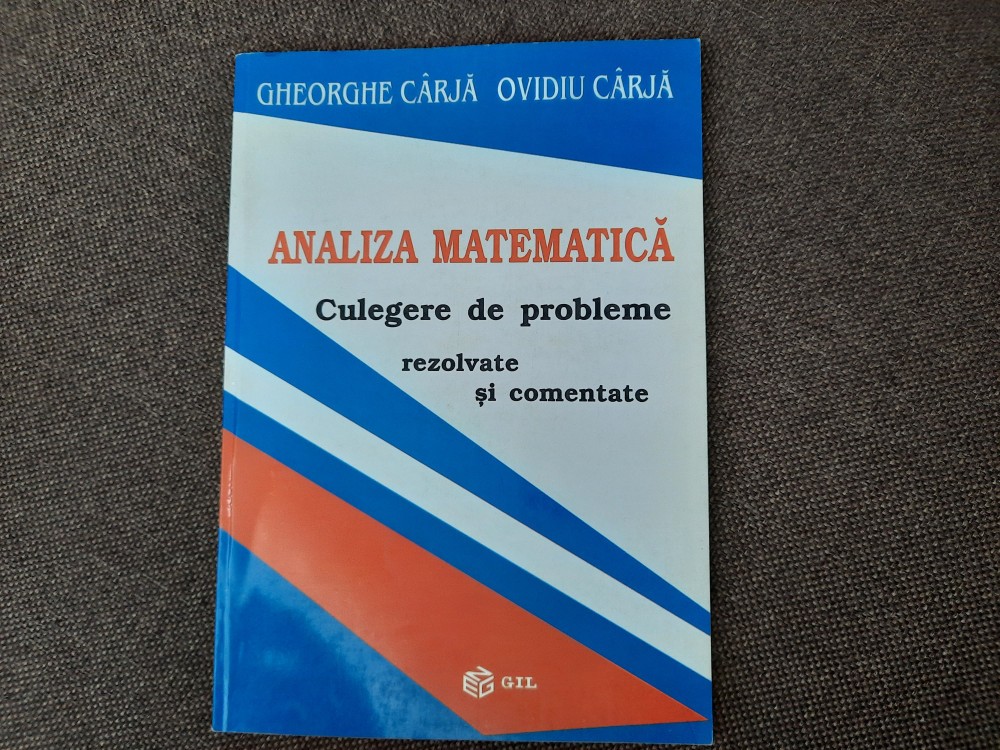 GHEORGHE CÂRJĂ OVIDIU CÂRJĂ
ANALIZA MATEMATICĂ
Culegere de probleme
rezolvate
și comentate
GIL